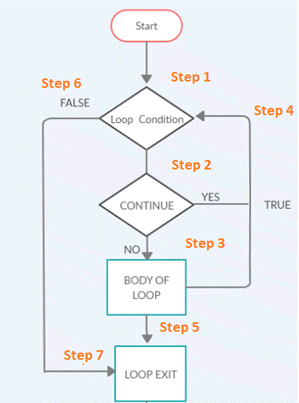 Start
Step 1
Step 6
FALSE
Loop Condition
Step 4
Step 2
CONTINUE
YES
TRUE
NO
Step 3
BODY OF
LOOP
Step 5
Step 7
LOOP EXIT